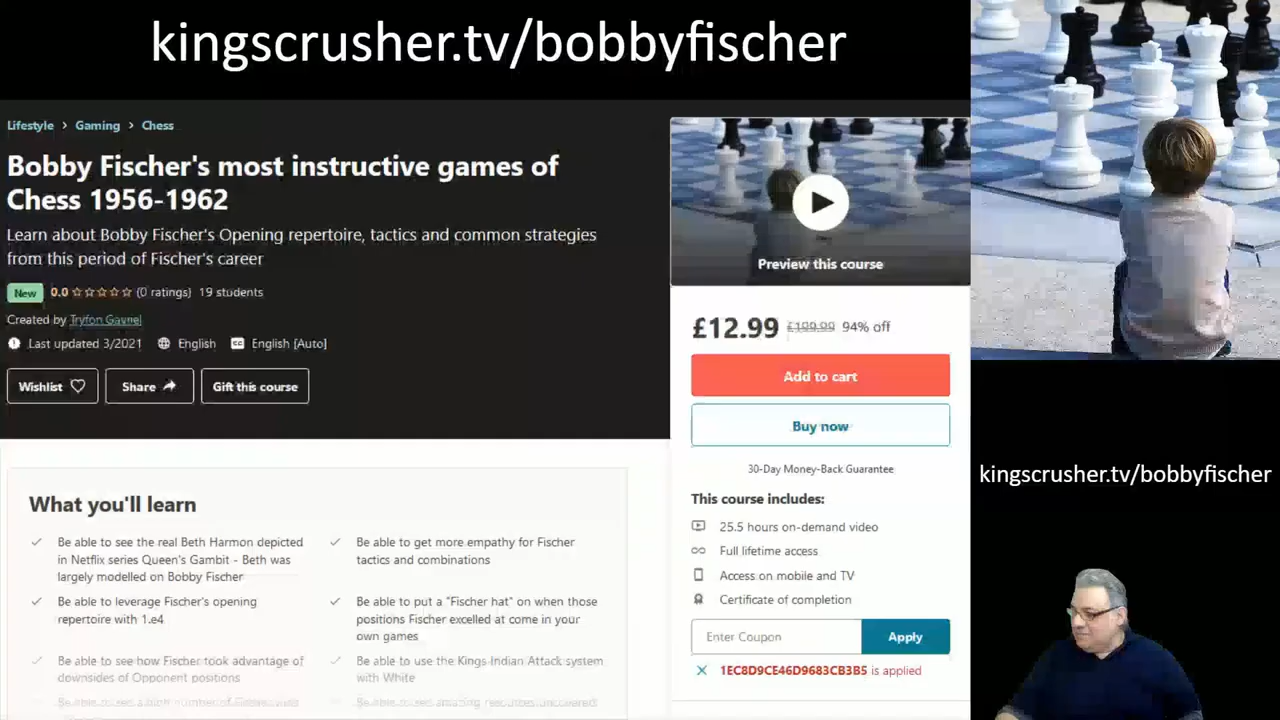 kingscrusher.tv/bobbyfischer
Lifestyle > Gaming > Chess
Bobby Fischer's most instructive games of
Chess 1956-1962
Learn about Bobby Fischer's Opening repertoire, tactics and common strategies
from this period of Fischer's career
New 0.0 (0 ratings) 19 students
Created by Tryfon Gavriel
Last updated 3/2021 English English [Auto]
Wishlist Share Gift this course
What you'll learn
Be able to see the real Beth Harmon depicted
in Netflix series Queen's Gambit - Beth was
largely modelled on Bobby Fischer
Be able to get more empathy for Fischer
tactics and combinations
Be able to leverage Fischer's opening
repertoire with 1.e4
Be able to put a "Fischer hat" on when those
positions Fischer excelled at come in your
own games
Be able to see how Fischer took advantage of
downsides of Opponent positions
Be able to use the Kings Indian Attack system
with White
Preview this course
£12.99 £199.99 94% off
Add to cart
Buy now
30-Day Money-Back Guarantee
This course includes:
25.5 hours on-demand video
Full lifetime access
Access on mobile and TV
Certificate of completion
Enter Coupon Apply
1EC8D9CE46D9683CB3B5 is applied
kingscrusher.tv/bobbyfischer